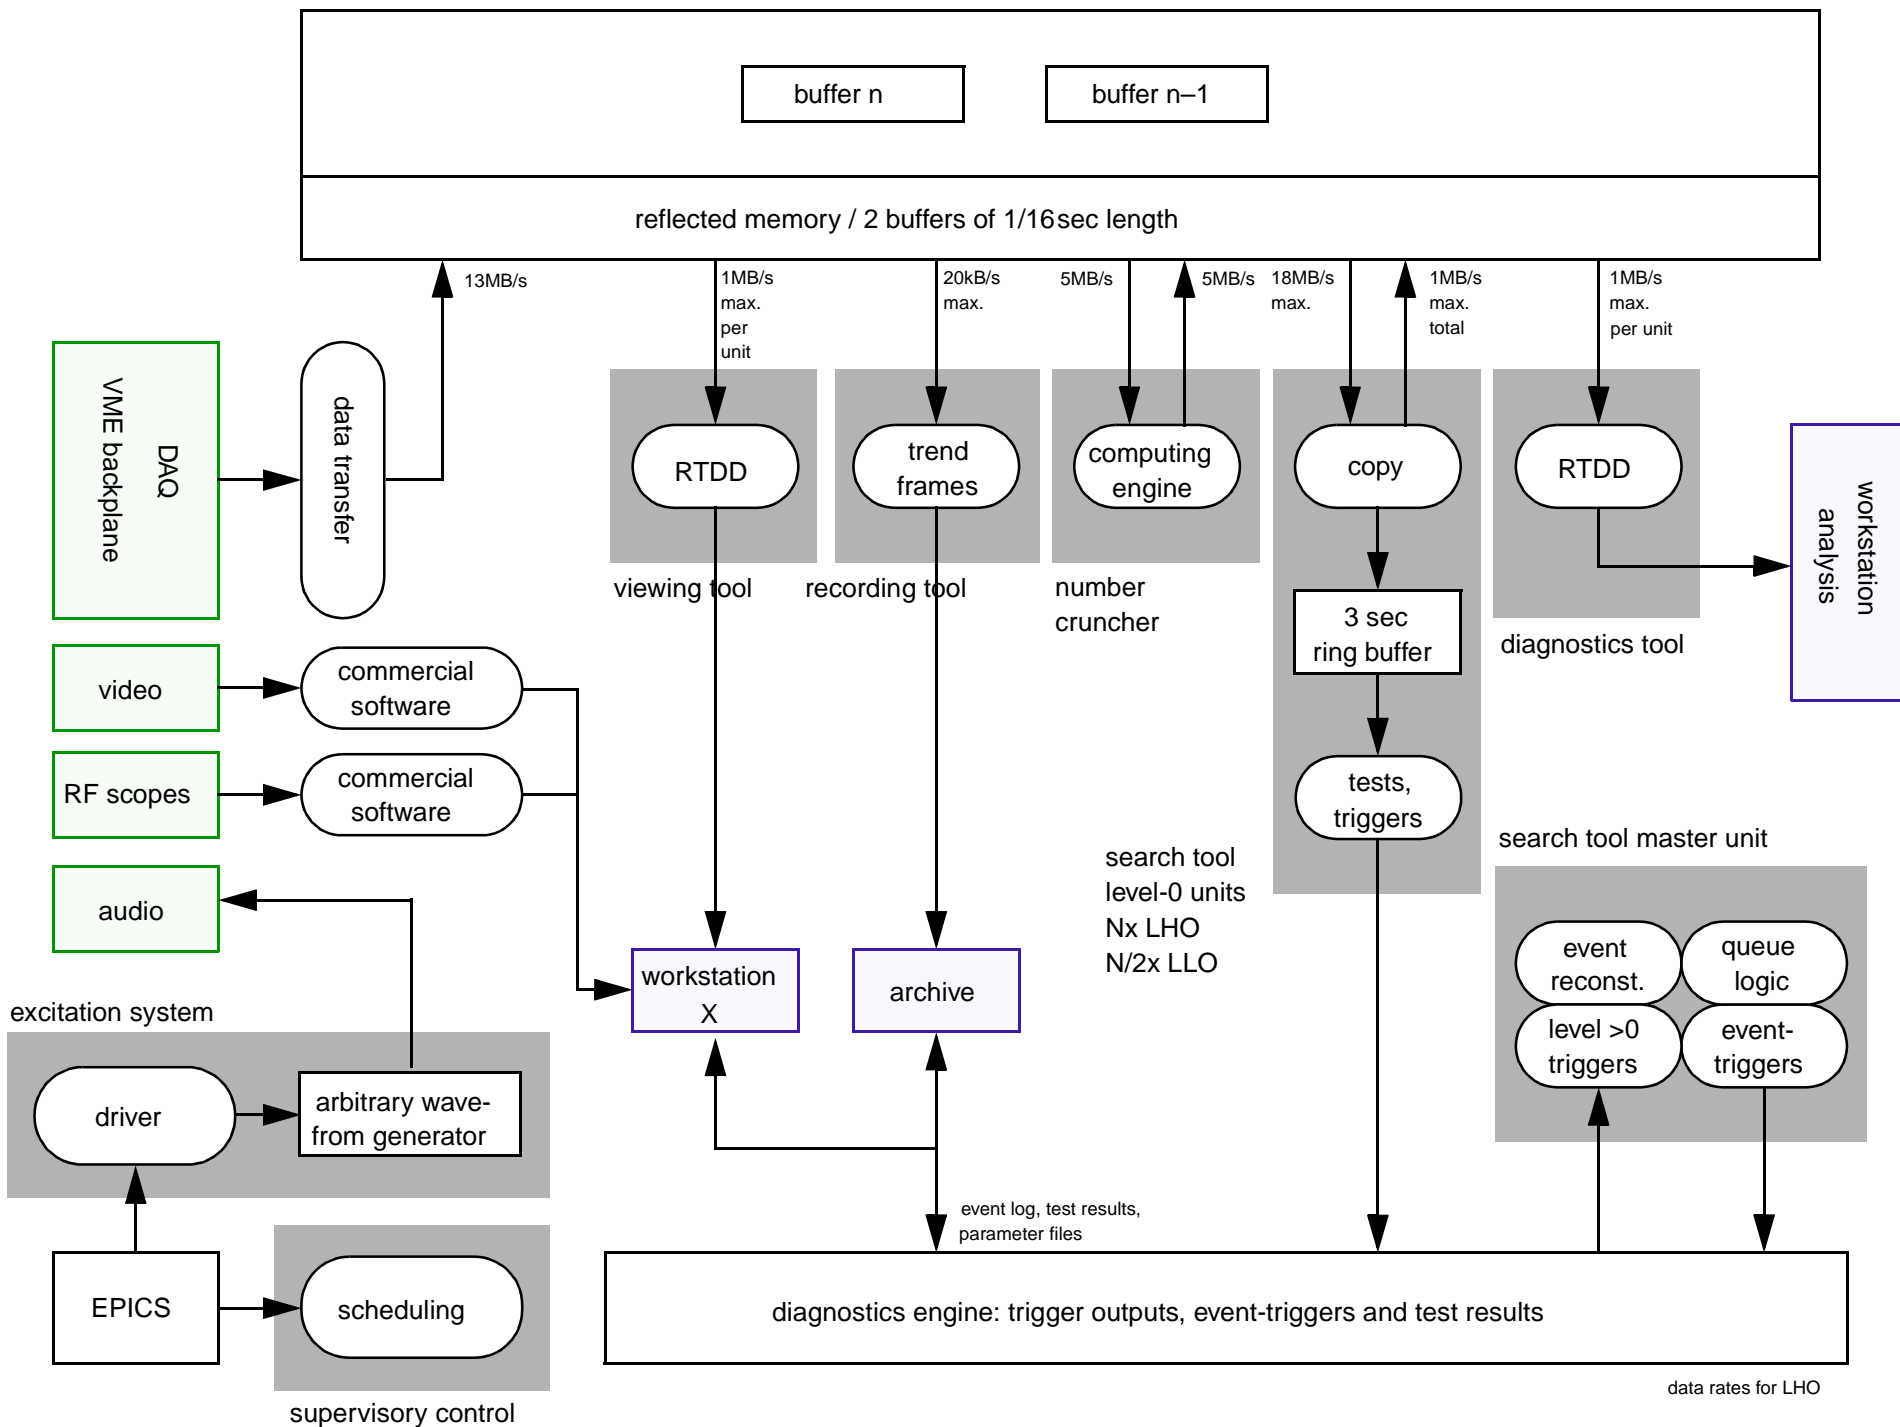 buffer n
buffer n–1
reflected memory / 2 buffers of 1/16sec length
13MB/s
1MB/s
max.
per
unit
20kB/s
max.
5MB/s
5MB/s
18MB/s
max.
1MB/s
max.
total
1MB/s
max.
per unit
DAQ
VME backplane
data transfer
RTDD
viewing tool
trend
frames
recording tool
computing
engine
number
cruncher
copy
3 sec
ring buffer
tests,
triggers
search tool
level-0 units
Nx LHO
N/2x LLO
RTDD
diagnostics tool
workstation
analysis
video
commercial
software
RF scopes
commercial
software
audio
workstation
X
archive
search tool master unit
event
reconst.
queue
logic
level >0
triggers
event-
triggers
excitation system
driver
arbitrary wave-
from generator
EPICS
scheduling
supervisory control
event log, test results,
parameter files
diagnostics engine: trigger outputs, event-triggers and test results
data rates for LHO